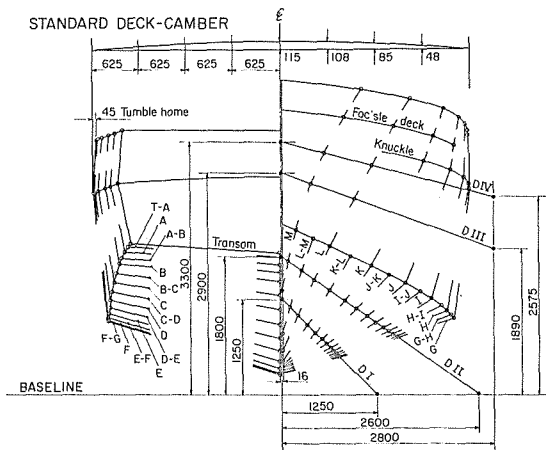 STANDARD DECK-CAMBER
℄
625 625 625 625
115 108 85 48
45 Tumble home
Foc'sle deck
Knuckle
D IV
D III
T-A
A
A-B
Transom
M
L-M
L
K-L
K
J-K
J
I-J
I
H-I
H
G-H
G
B
B-C
C
C-D
D
D-E
E
E-F
F
F-G
3300
2900
1800
1250
2575
1890
D II
D I
16
BASELINE
1250
2600
2800